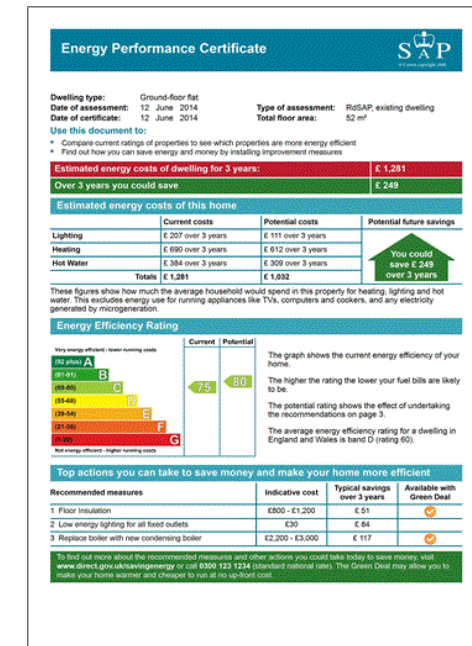 Energy Performance Certificate
SAP
© Crown copyright 2009
Dwelling type: Ground-floor flat
Date of assessment: 12 June 2014 Type of assessment: RdSAP, existing dwelling
Date of certificate: 12 June 2014 Total floor area: 52 m²
Use this document to:
• Compare current ratings of properties to see which properties are more energy efficient
• Find out how you can save energy and money by installing improvement measures
Estimated energy costs of dwelling for 3 years: £ 1,281
Over 3 years you could save £ 249
Estimated energy costs of this home
Current costs Potential costs Potential future savings
Lighting £ 207 over 3 years £ 111 over 3 years
Heating £ 690 over 3 years £ 612 over 3 years
Hot Water £ 384 over 3 years £ 309 over 3 years
Totals £ 1,281 £ 1,032
You could
save £ 249
over 3 years
These figures show how much the average household would spend in this property for heating, lighting and hot
water. This excludes energy use for running appliances like TVs, computers and cookers, and any electricity
generated by microgeneration.
Energy Efficiency Rating
Current Potential
Very energy efficient - lower running costs
(92 plus) A
(81-91) B
(69-80) C
(55-68) D
(39-54) E
(21-38) F
(1-20) G
Not energy efficient - higher running costs
75 80
The graph shows the current energy efficiency of your
home.
The higher the rating the lower your fuel bills are likely
to be.
The potential rating shows the effect of undertaking
the recommendations on page 3.
The average energy efficiency rating for a dwelling in
England and Wales is band D (rating 60).
Top actions you can take to save money and make your home more efficient
Recommended measures Indicative cost Typical savings over 3 years Available with Green Deal
1 Floor Insulation £800 - £1,200 £ 51
2 Low energy lighting for all fixed outlets £30 £ 84
3 Replace boiler with new condensing boiler £2,200 - £3,000 £ 117
To find out more about the recommended measures and other actions you could take today to save money, visit
www.direct.gov.uk/savingenergy or call 0300 123 1234 (standard national rate). The Green Deal may allow you to
make your home warmer and cheaper to run at no up-front cost.